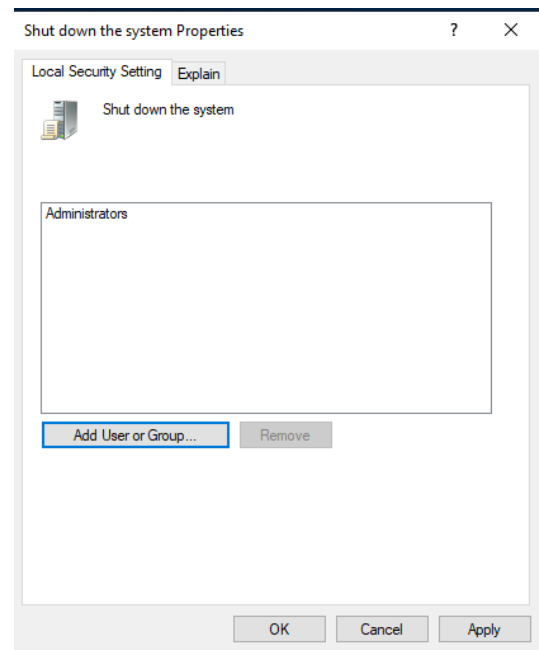 Shut down the system Properties ?
Local Security Setting Explain
Shut down the system
Administrators
Add User or Group... Remove
OK Cancel Apply